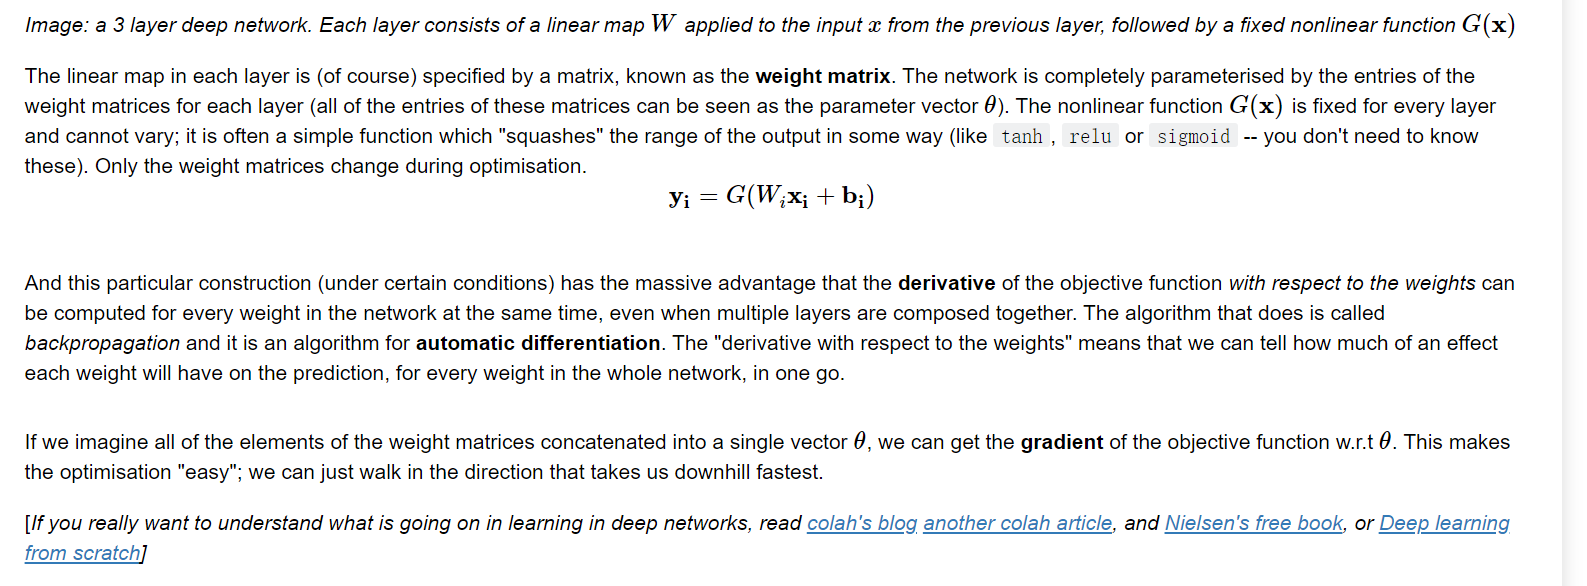 Image: a 3 layer deep network. Each layer consists of a linear map W applied to the input x from the previous layer, followed by a fixed nonlinear function G(x)
The linear map in each layer is (of course) specified by a matrix, known as the weight matrix. The network is completely parameterised by the entries of the
weight matrices for each layer (all of the entries of these matrices can be seen as the parameter vector θ). The nonlinear function G(x) is fixed for every layer
and cannot vary; it is often a simple function which "squashes" the range of the output in some way (like tanh , relu or sigmoid -- you don't need to know
these). Only the weight matrices change during optimisation.
yᵢ = G(Wᵢxᵢ + bᵢ)
And this particular construction (under certain conditions) has the massive advantage that the derivative of the objective function with respect to the weights can
be computed for every weight in the network at the same time, even when multiple layers are composed together. The algorithm that does is called
backpropagation and it is an algorithm for automatic differentiation. The "derivative with respect to the weights" means that we can tell how much of an effect
each weight will have on the prediction, for every weight in the whole network, in one go.
If we imagine all of the elements of the weight matrices concatenated into a single vector θ, we can get the gradient of the objective function w.r.t θ. This makes
the optimisation "easy"; we can just walk in the direction that takes us downhill fastest.
[If you really want to understand what is going on in learning in deep networks, read colah's blog another colah article, and Nielsen's free book, or Deep learning
from scratch]